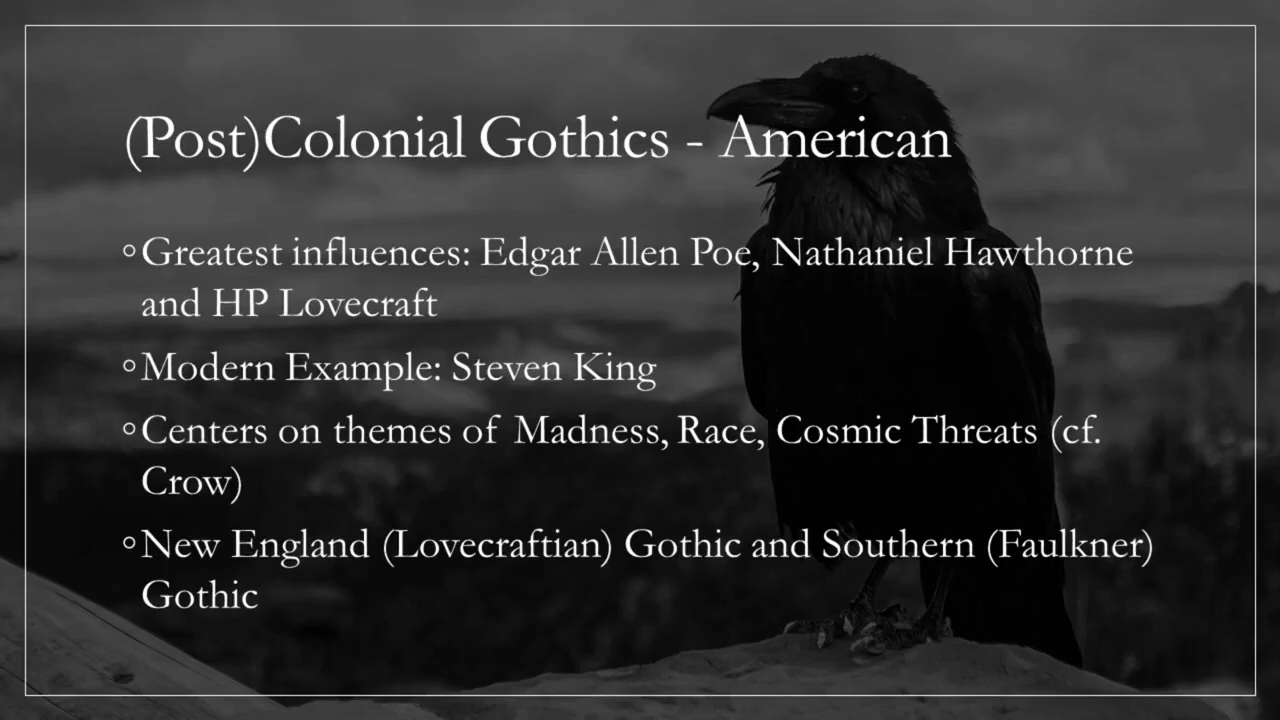 (Post)Colonial Gothics - American
◦Greatest influences: Edgar Allen Poe, Nathaniel Hawthorne
and HP Lovecraft
◦Modern Example: Steven King
◦Centers on themes of Madness, Race, Cosmic Threats (cf.
Crow)
◦New England (Lovecraftian) Gothic and Southern (Faulkner)
Gothic